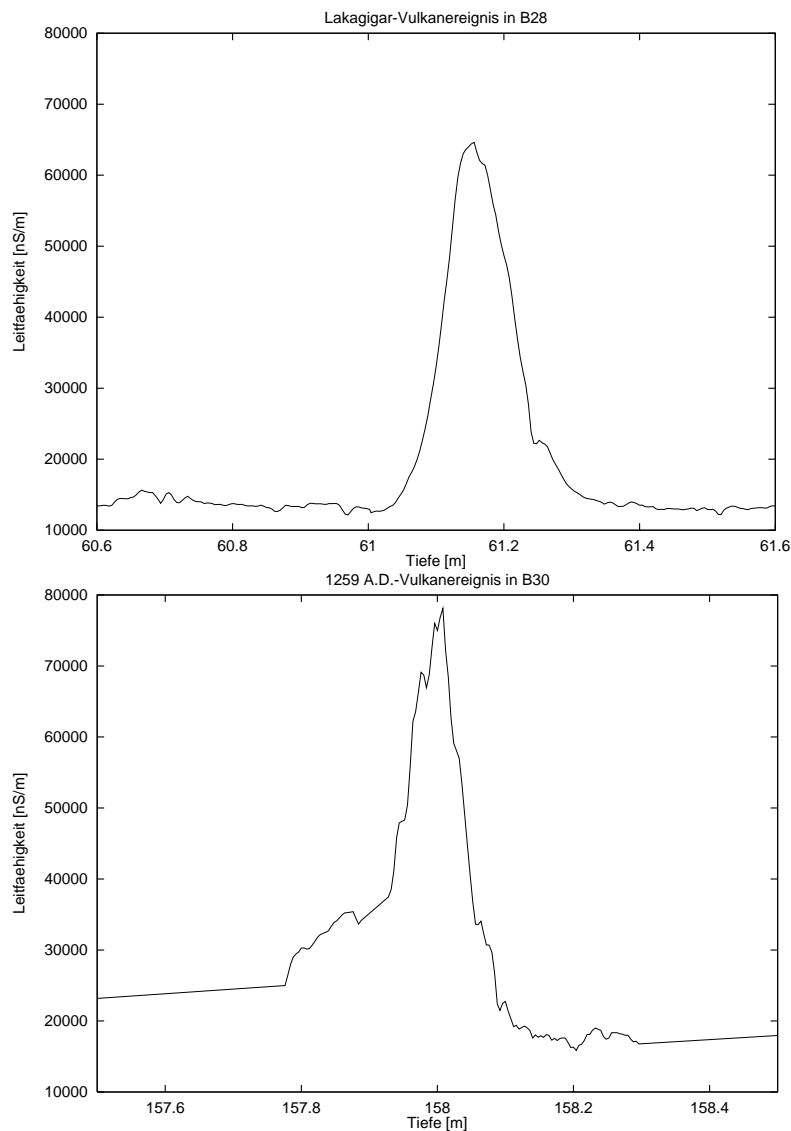 Lakagigar-Vulkanereignis in B28
80000
70000
60000
50000
40000
30000
20000
10000
Leitfaehigkeit [nS/m]
60.6 60.8 61 61.2 61.4 61.6
Tiefe [m]
1259 A.D.-Vulkanereignis in B30
80000
70000
60000
50000
40000
30000
20000
10000
Leitfaehigkeit [nS/m]
157.6 157.8 158 158.2 158.4
Tiefe [m]